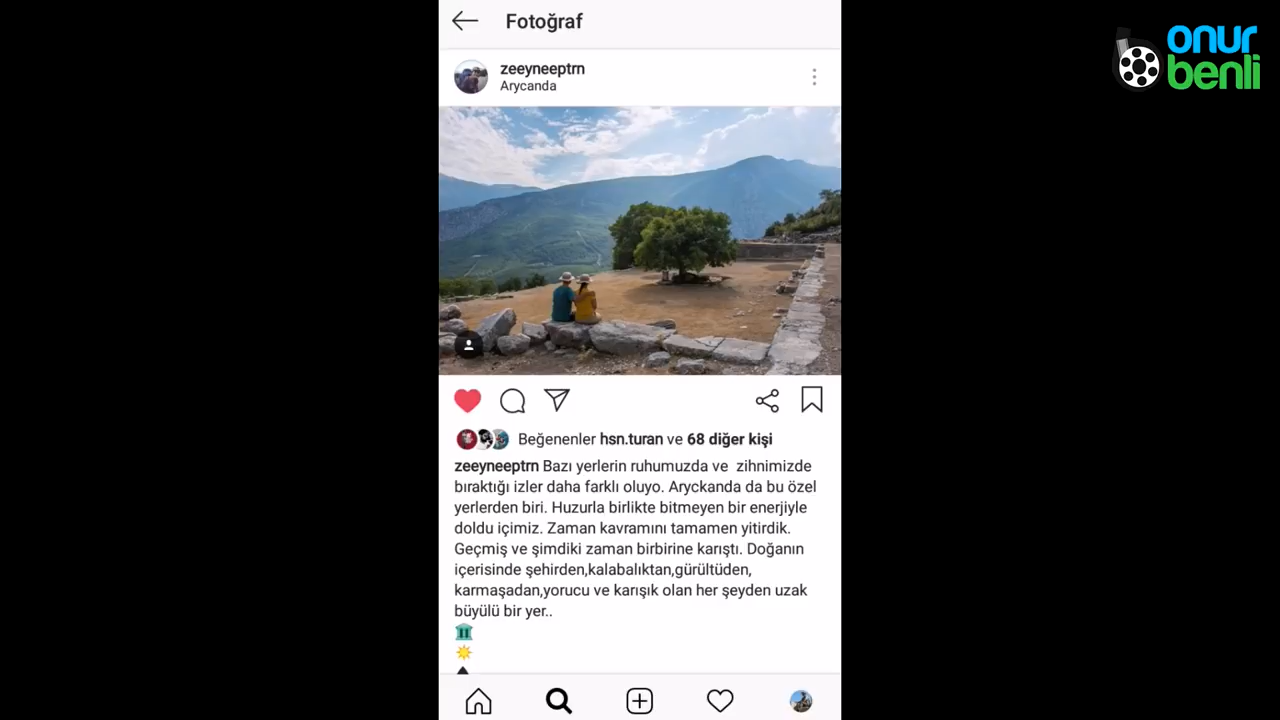 Fotoğraf
onur
benli
zeeyneeptrn
Arycanda
Beğenenler hsn.turan ve 68 diğer kişi
zeeyneeptrn Bazı yerlerin ruhumuzda ve zihnimizde
bıraktığı izler daha farklı oluyo. Aryckanda da bu özel
yerlerden biri. Huzurla birlikte bitmeyen bir enerjiyle
doldu içimiz. Zaman kavramını tamamen yitirdik.
Geçmiş ve şimdiki zaman birbirine karıştı. Doğanın
içerisinde şehirden,kalabalıktan,gürültüden,
karmaşadan,yorucu ve karışık olan her şeyden uzak
büyülü bir yer..